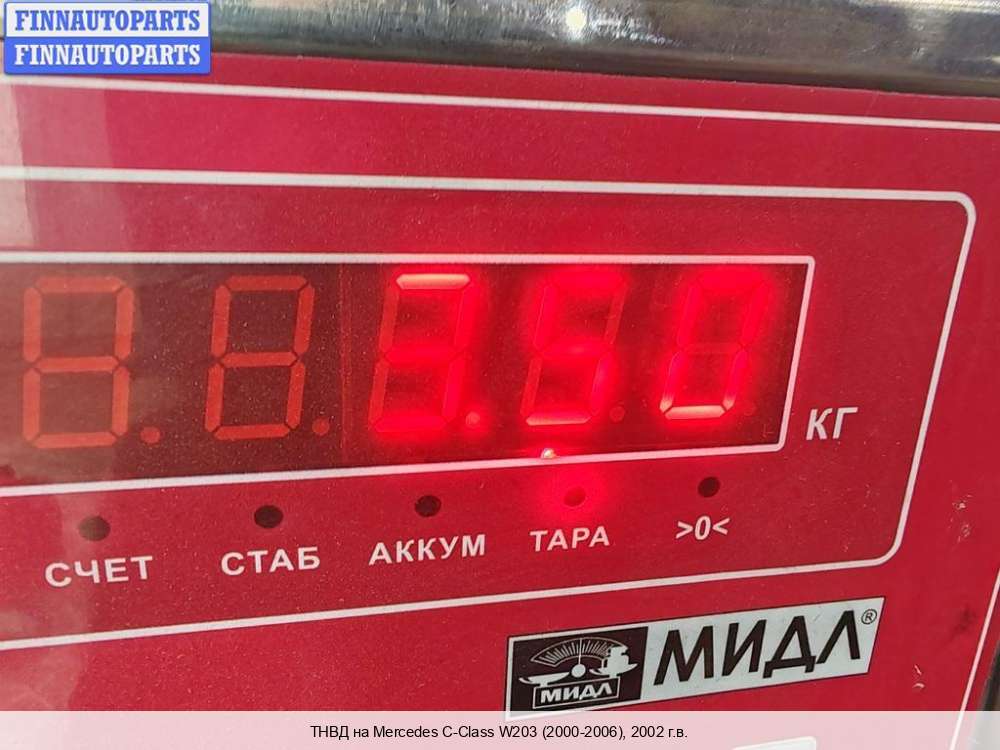 FINNAUTOPARTS
FINNAUTOPARTS
3.50
КГ
СЧЕТ СТАБ АККУМ ТАРА >0<
МИДЛ МИДЛ®
ТНВД на Mercedes C-Class W203 (2000-2006), 2002 г.в.